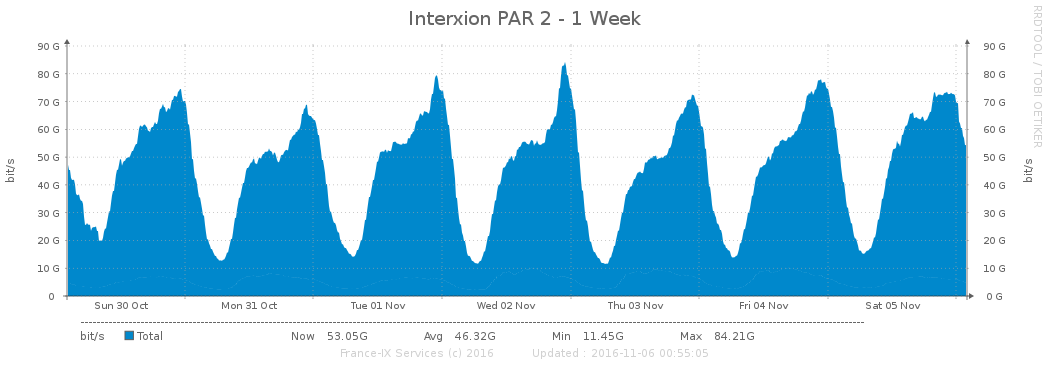 Interxion PAR 2 - 1 Week
RRDTOOL / TOBI OETIKER
90 G 90 G
80 G 80 G
70 G 70 G
60 G 60 G
50 G 50 G
40 G 40 G
30 G 30 G
20 G 20 G
10 G 10 G
0 0 G
bit/s bit/s
Sun 30 Oct Mon 31 Oct Tue 01 Nov Wed 02 Nov Thu 03 Nov Fri 04 Nov Sat 05 Nov
bit/s Total Now 53.05G Avg 46.32G Min 11.45G Max 84.21G
France-IX Services (c) 2016 Updated : 2016-11-06 00:55:05